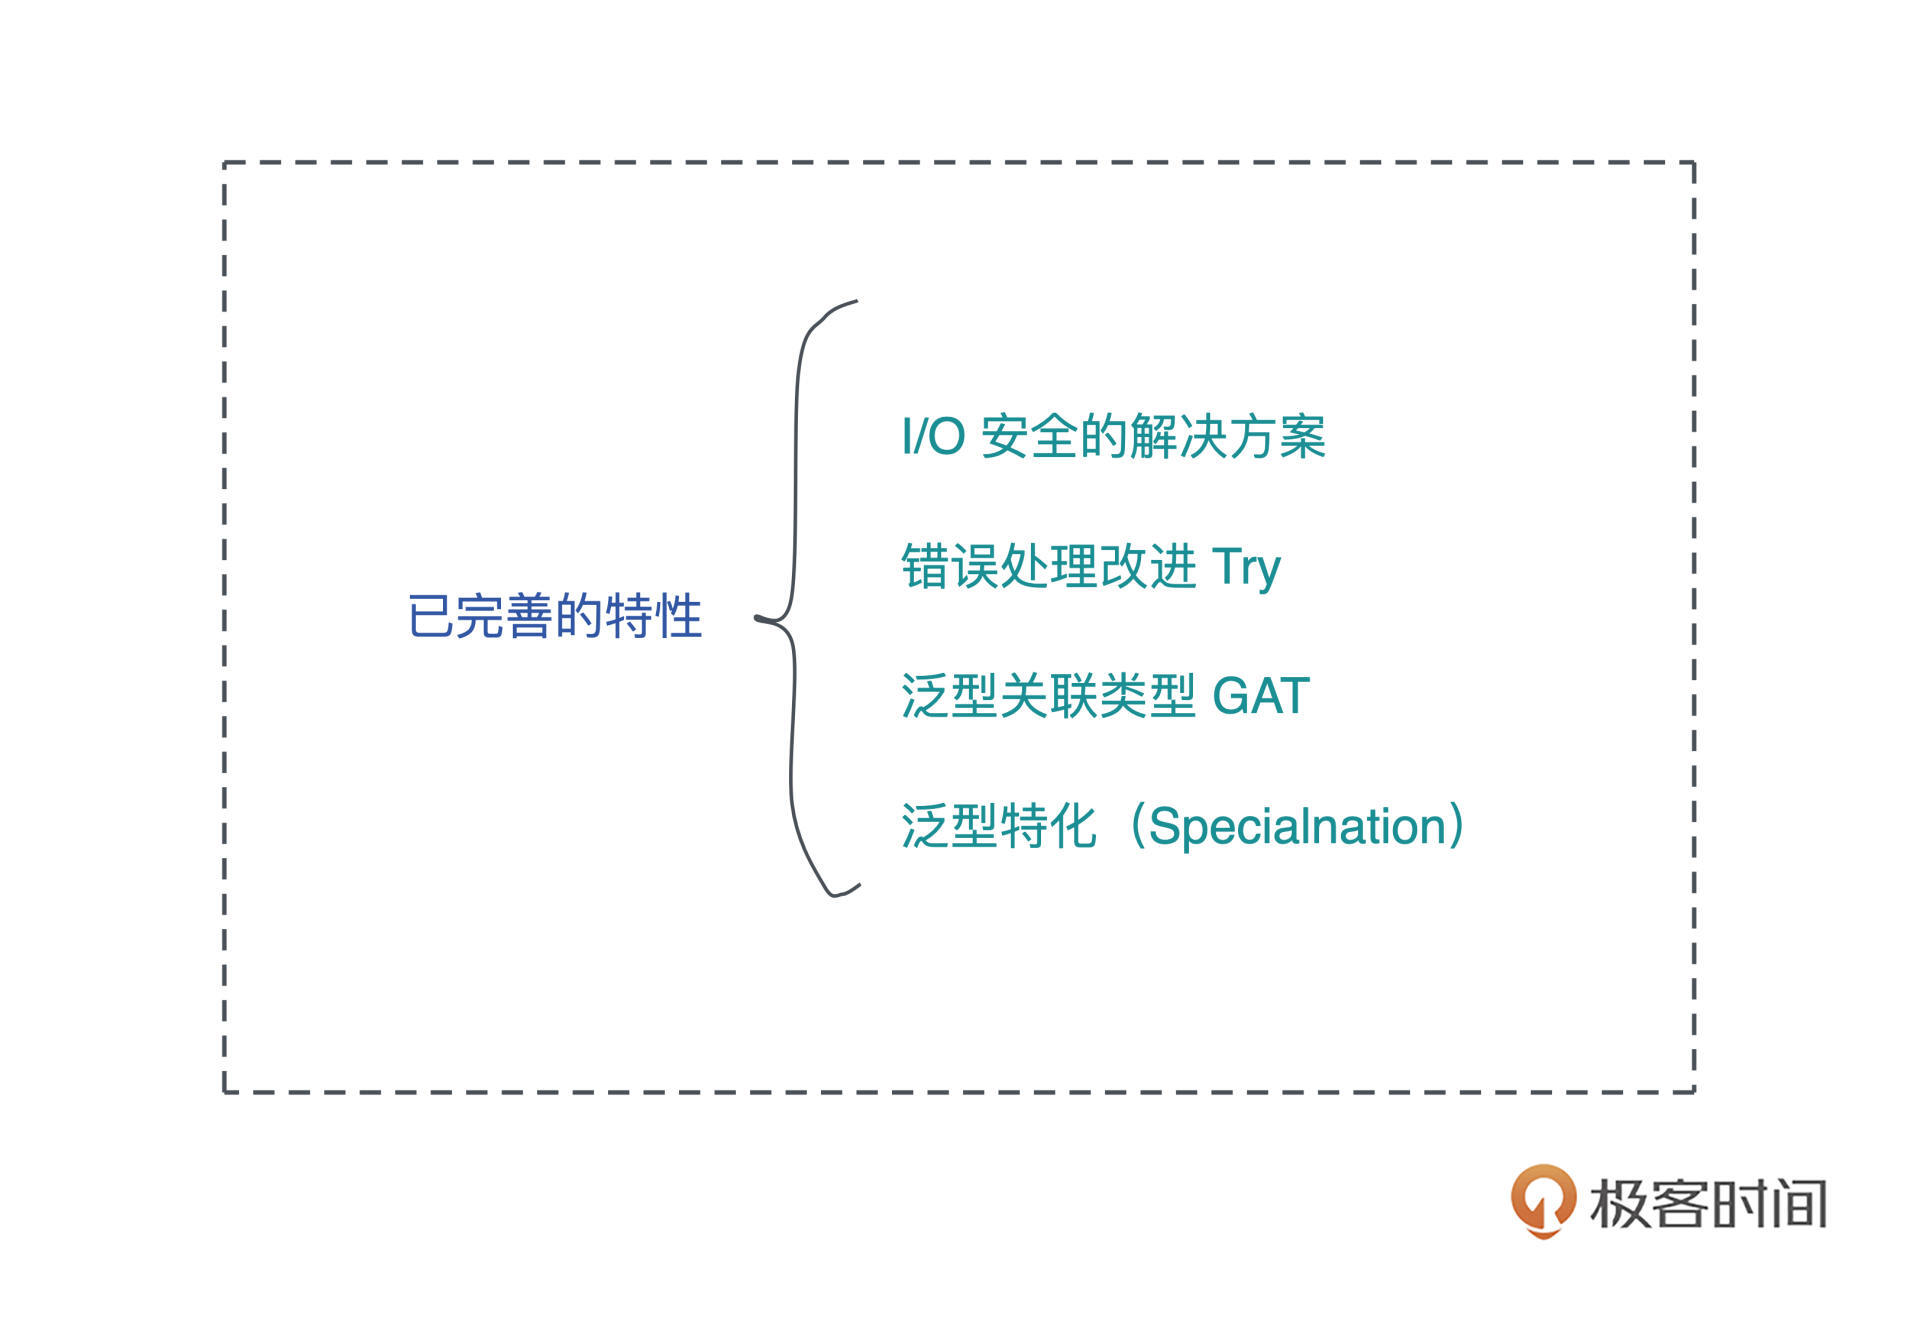 I/O 安全的解决方案
错误处理改进 Try
已完善的特性
泛型关联类型 GAT
泛型特化（Specialnation）
极客时间